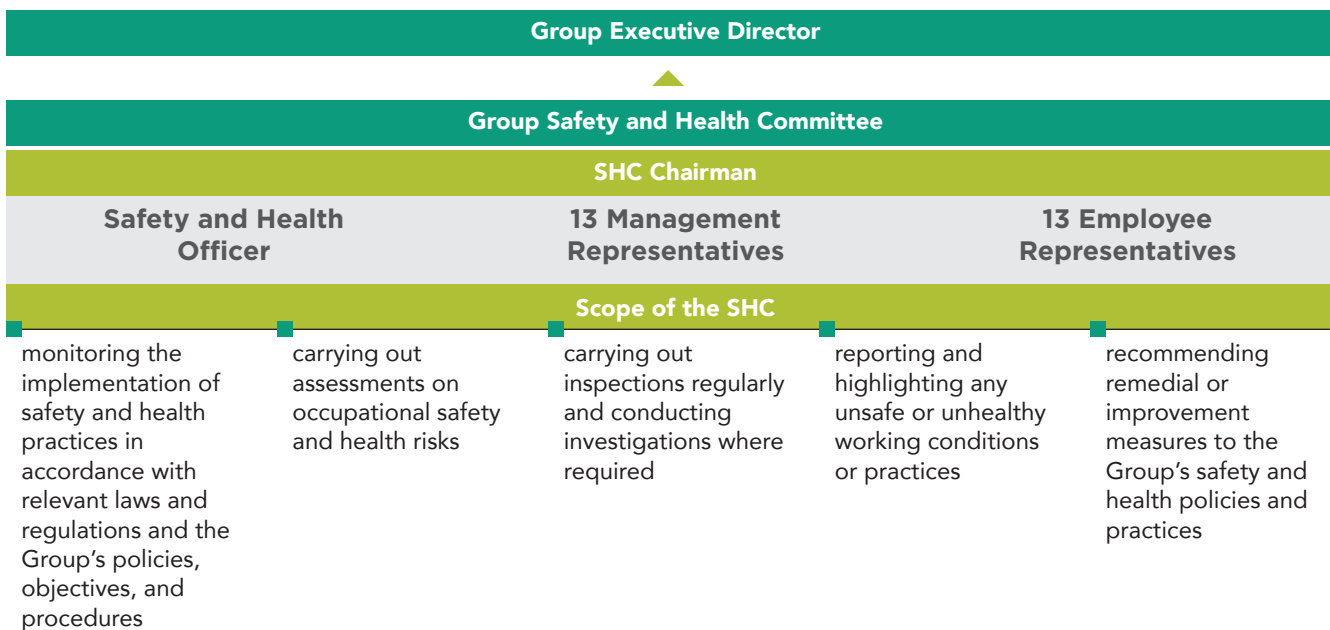 Group Executive Director
Group Safety and Health Committee
SHC Chairman
Safety and Health
Officer
13 Management
Representatives
13 Employee
Representatives
Scope of the SHC
monitoring the
implementation of
safety and health
practices in
accordance with
relevant laws and
regulations and the
Group’s policies,
objectives, and
procedures
carrying out
assessments on
occupational safety
and health risks
carrying out
inspections regularly
and conducting
investigations where
required
reporting and
highlighting any
unsafe or unhealthy
working conditions
or practices
recommending
remedial or
improvement
measures to the
Group’s safety and
health policies and
practices